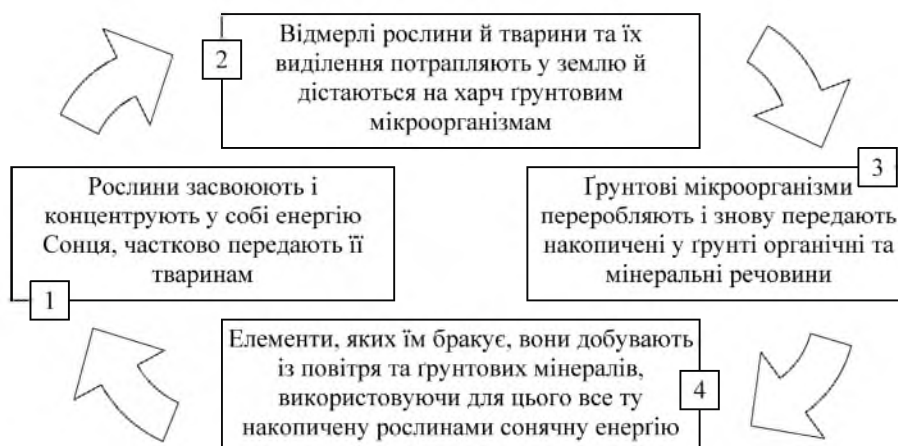 2
Відмерлі рослини й тварини та їх
виділення потрапляють у землю й
дістаються на харч ґрунтовим
мікроорганізмам
3
Ґрунтові мікроорганізми
переробляють і знову передають
накопичені у ґрунті органічні та
мінеральні речовини
Рослини засвоюють і
концентрують у собі енергію
Сонця, частково передають її
тваринам
1
Елементи, яких їм бракує, вони добувають
із повітря та ґрунтових мінералів,
використовуючи для цього все ту
накопичену рослинами сонячну енергію
4